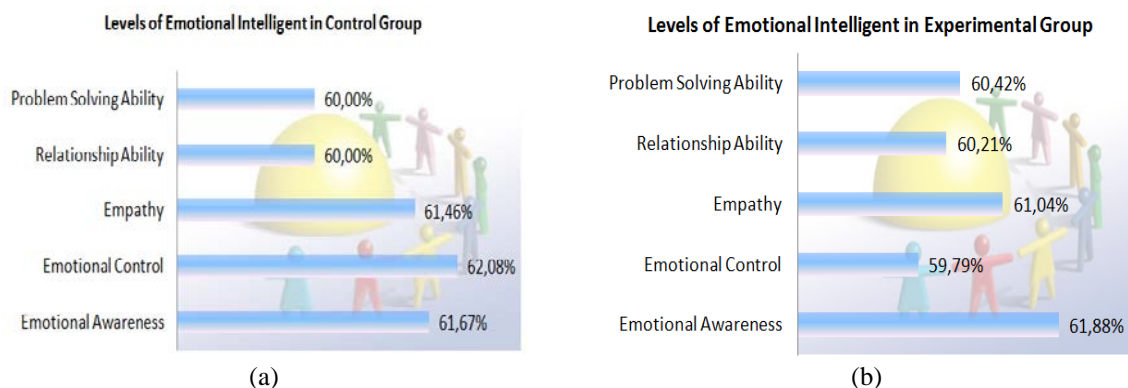 Levels of Emotional Intelligent in Control Group
Problem Solving Ability 60,00%
Relationship Ability 60,00%
Empathy 61,46%
Emotional Control 62,08%
Emotional Awareness 61,67%
(a)
Levels of Emotional Intelligent in Experimental Group
Problem Solving Ability 60,42%
Relationship Ability 60,21%
Empathy 61,04%
Emotional Control 59,79%
Emotional Awareness 61,88%
(b)